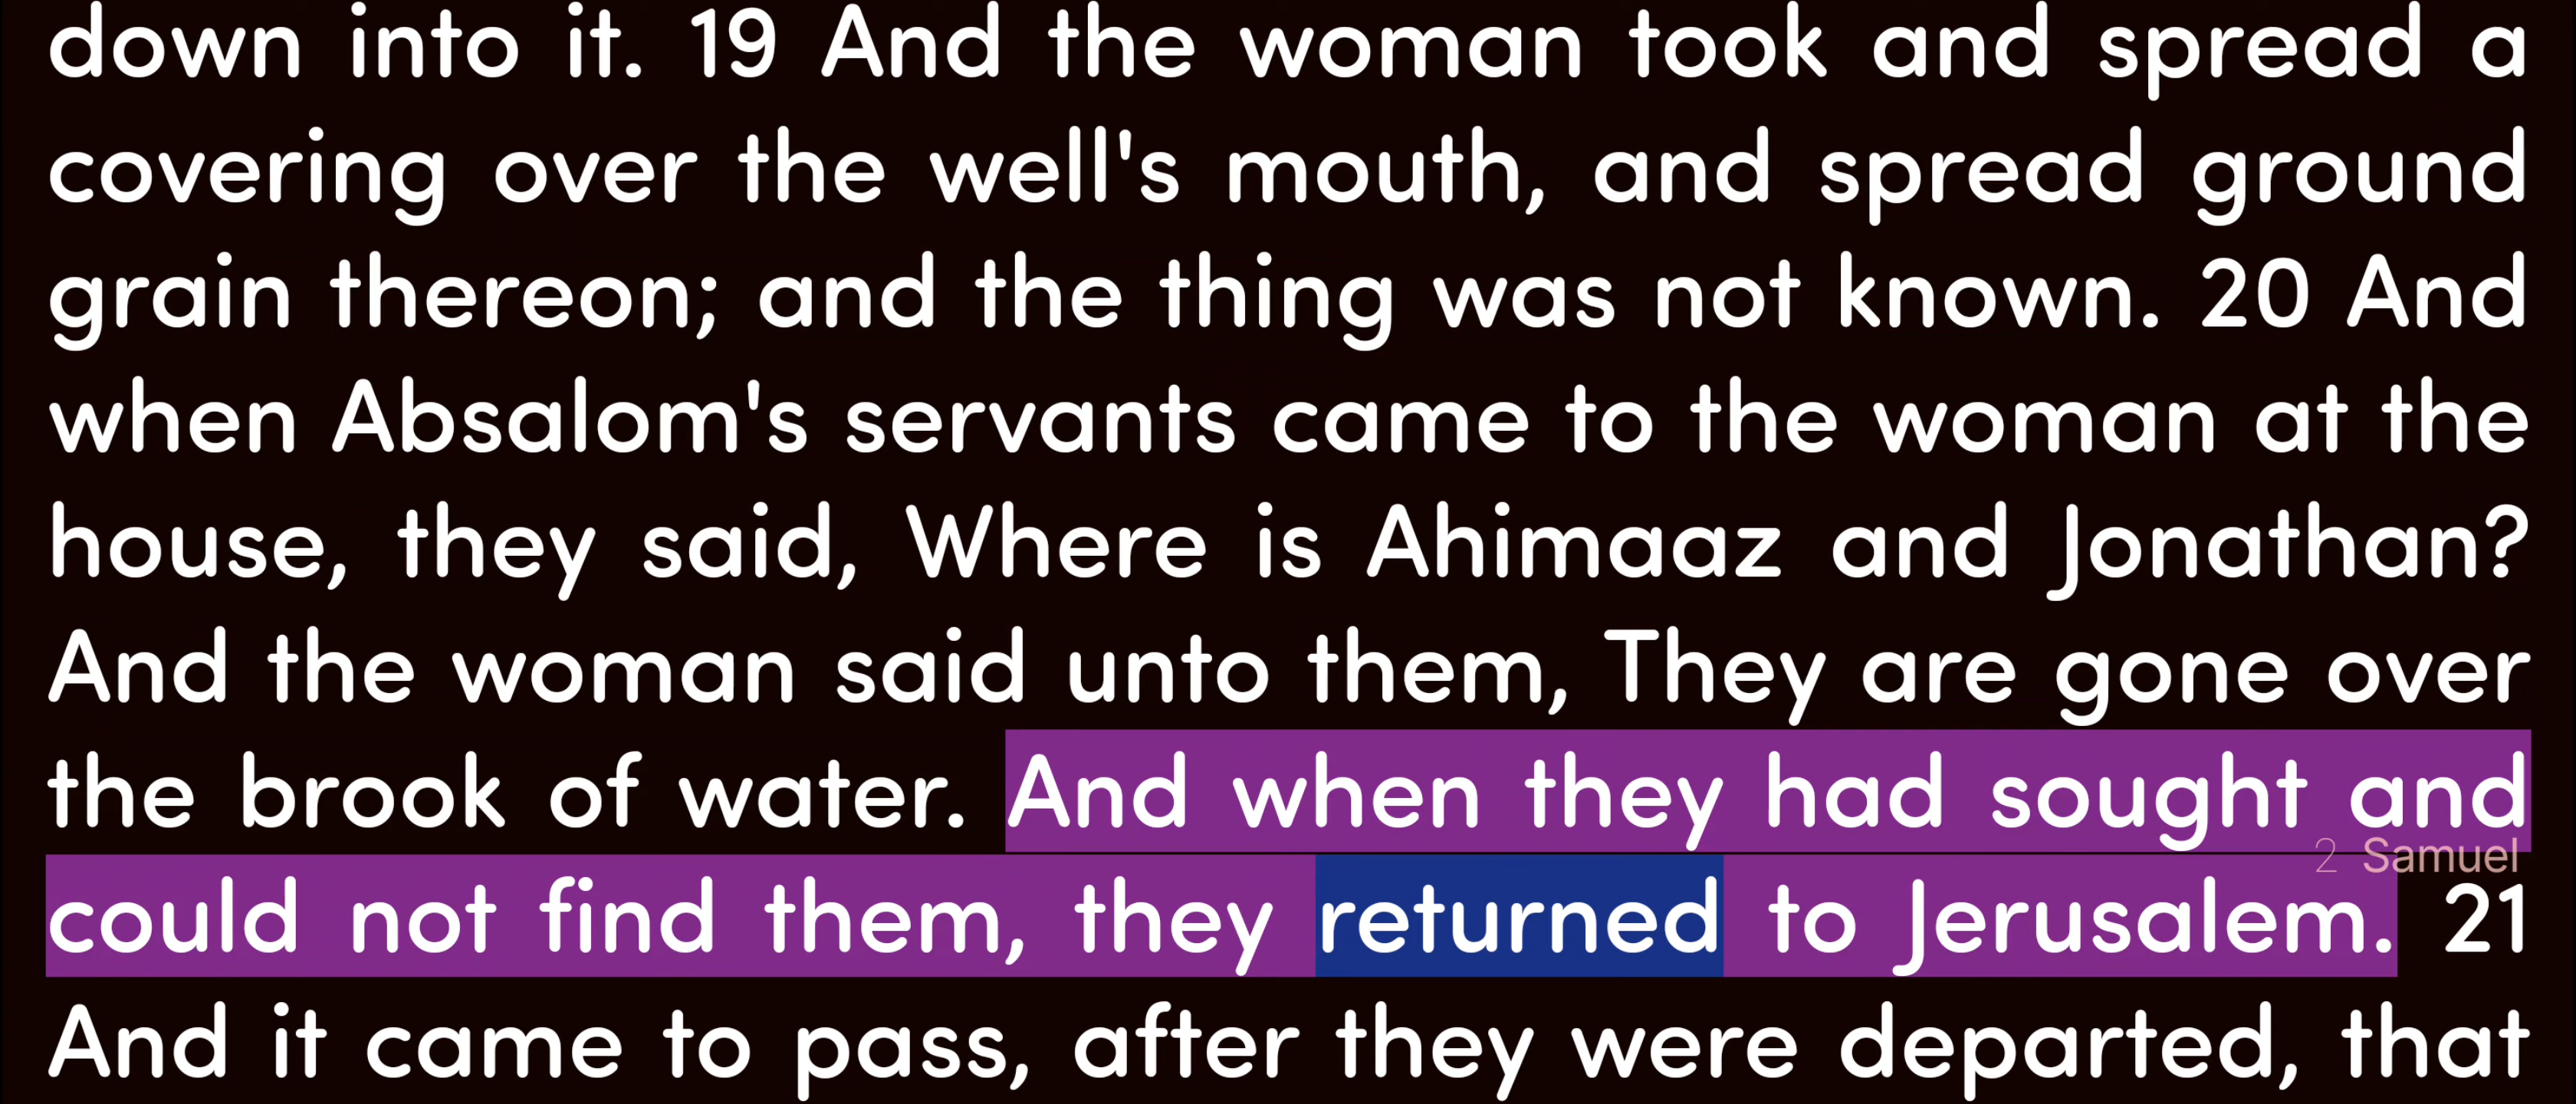 down into it. 19 And the woman took and spread a
covering over the well's mouth, and spread ground
grain thereon; and the thing was not known. 20 And
when Absalom's servants came to the woman at the
house, they said, Where is Ahimaaz and Jonathan?
And the woman said unto them, They are gone over
the brook of water. And when they had sought and
2 Samuel
could not find them, they returned to Jerusalem. 21
And it came to pass, after they were departed, that